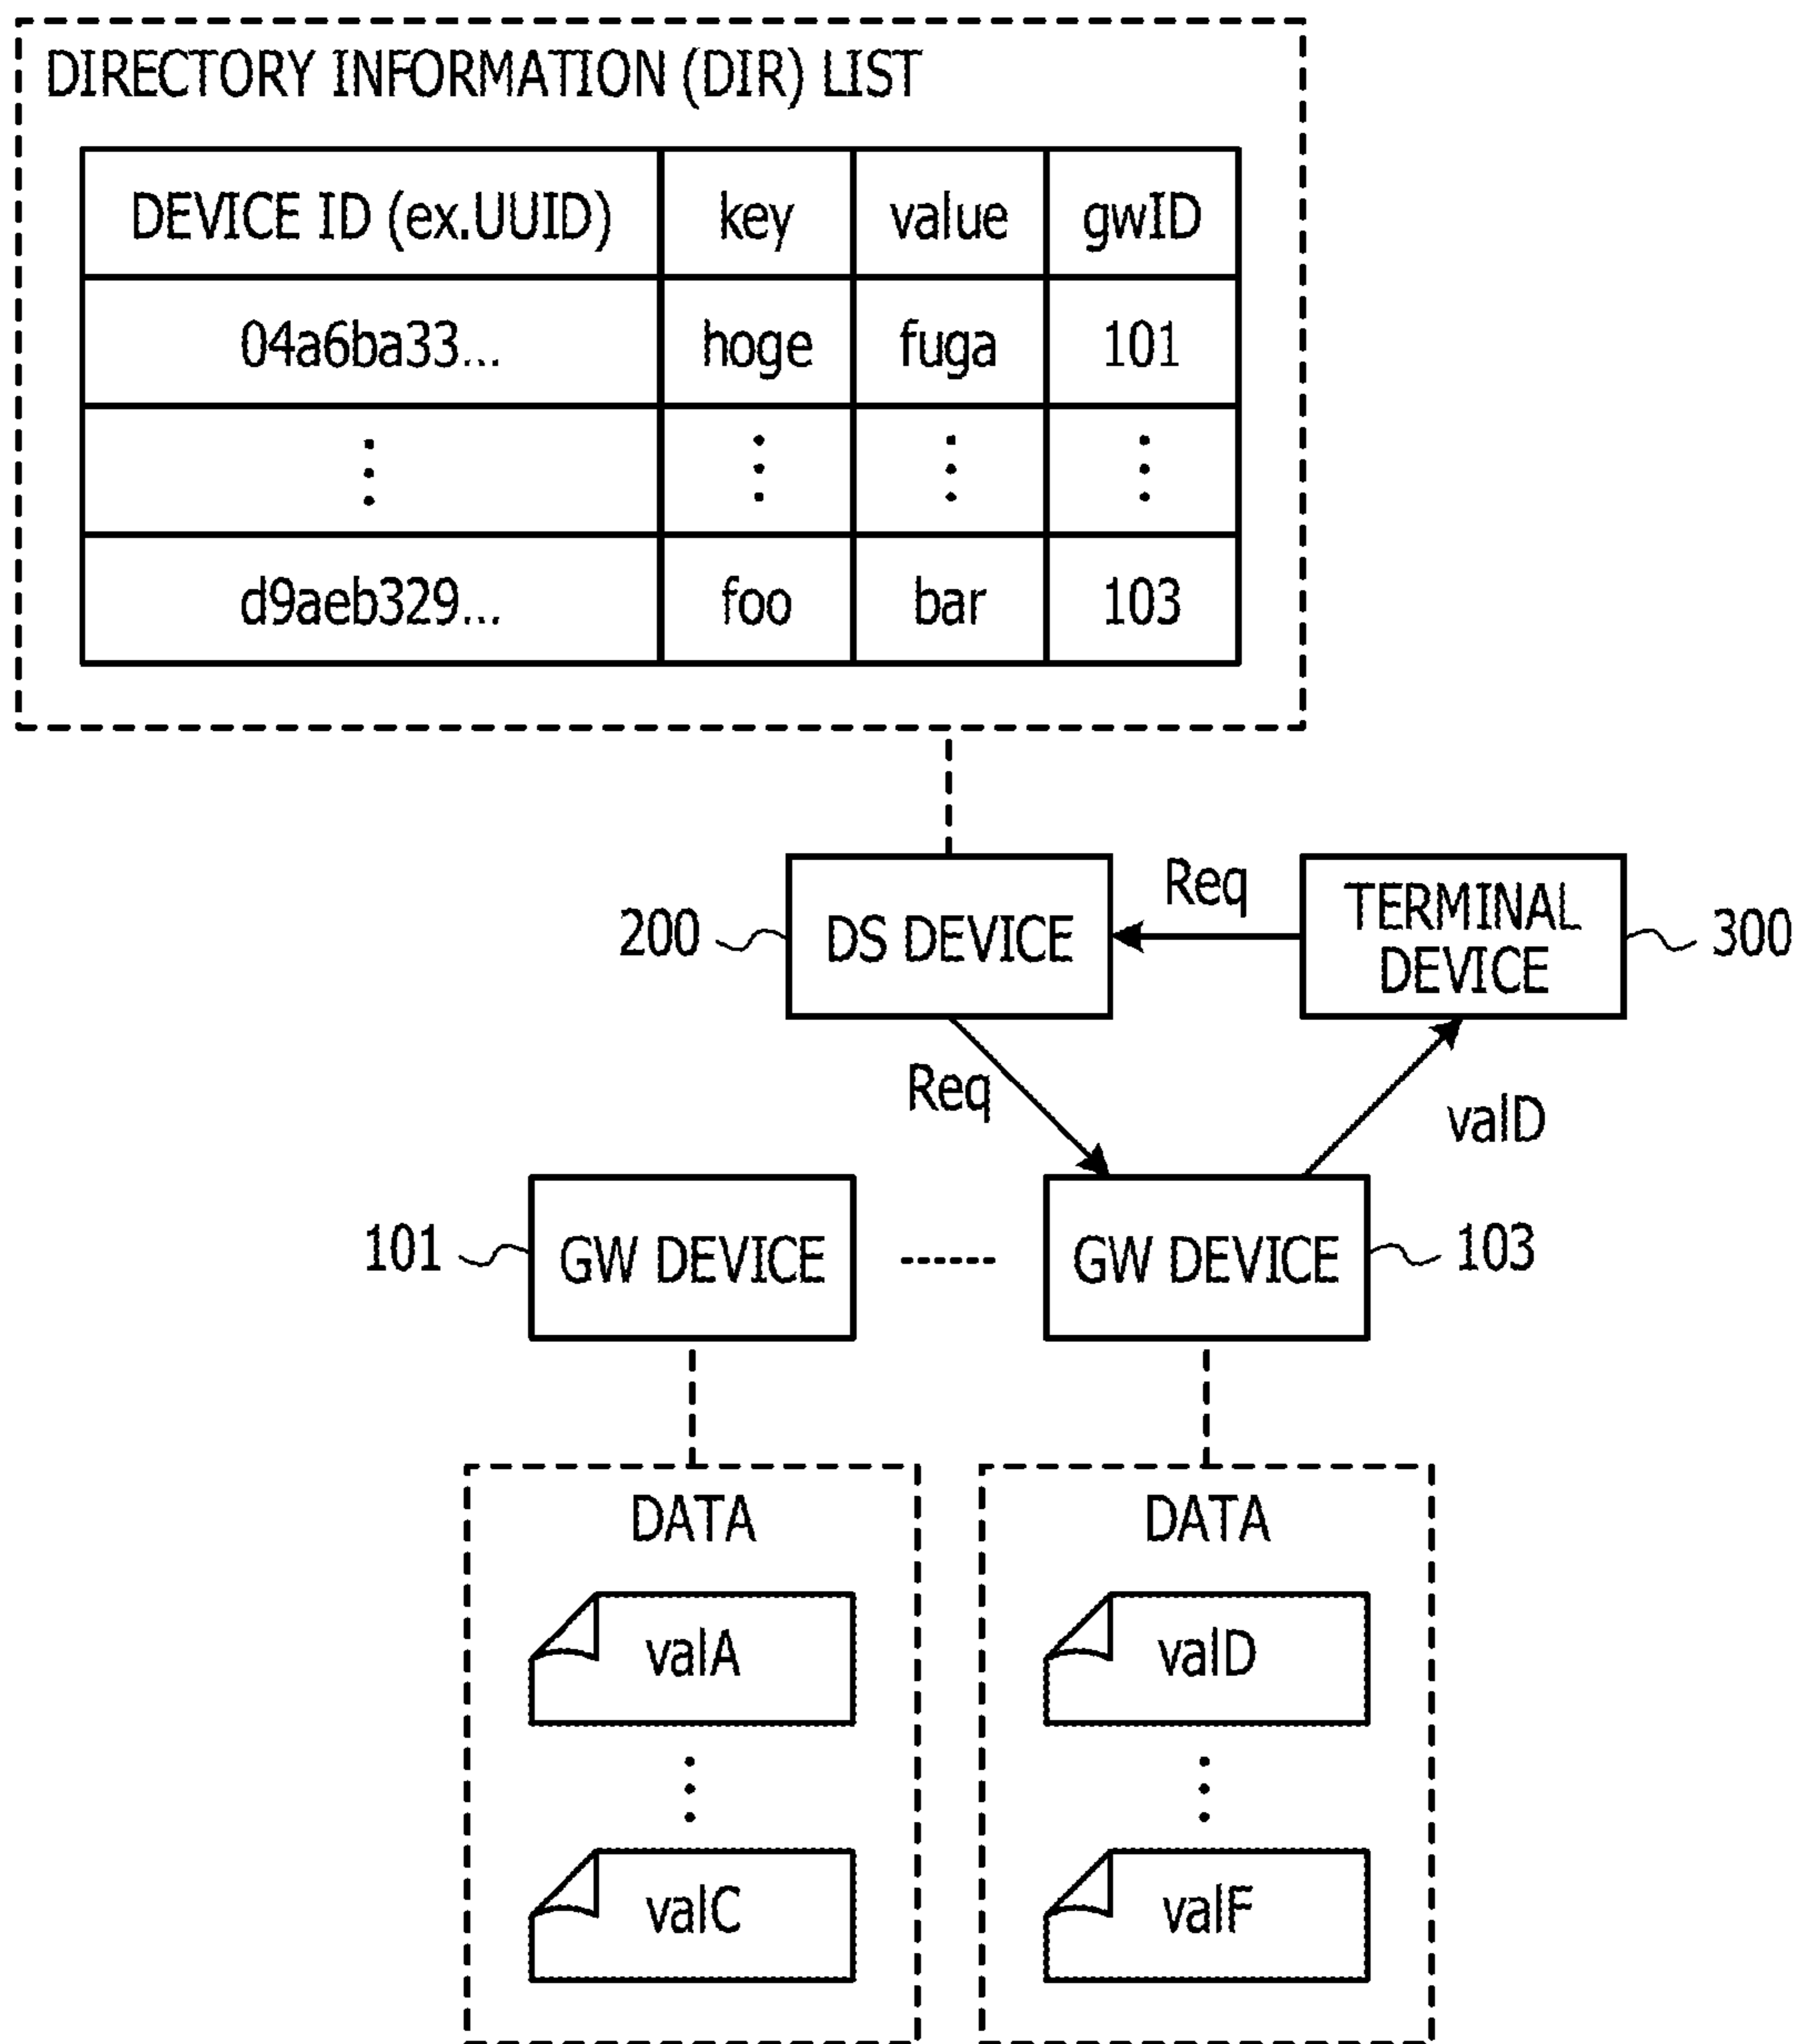 DIRECTORY INFORMATION (DIR) LIST
DEVICE ID (ex.UUID) key value gwID
04a6ba33... hoge fuga 101
d9aeb329... foo bar 103
Req
200 DS DEVICE
TERMINAL
DEVICE
300
Req
valD
101 GW DEVICE
GW DEVICE 103
DATA DATA
valA valD
valC valF